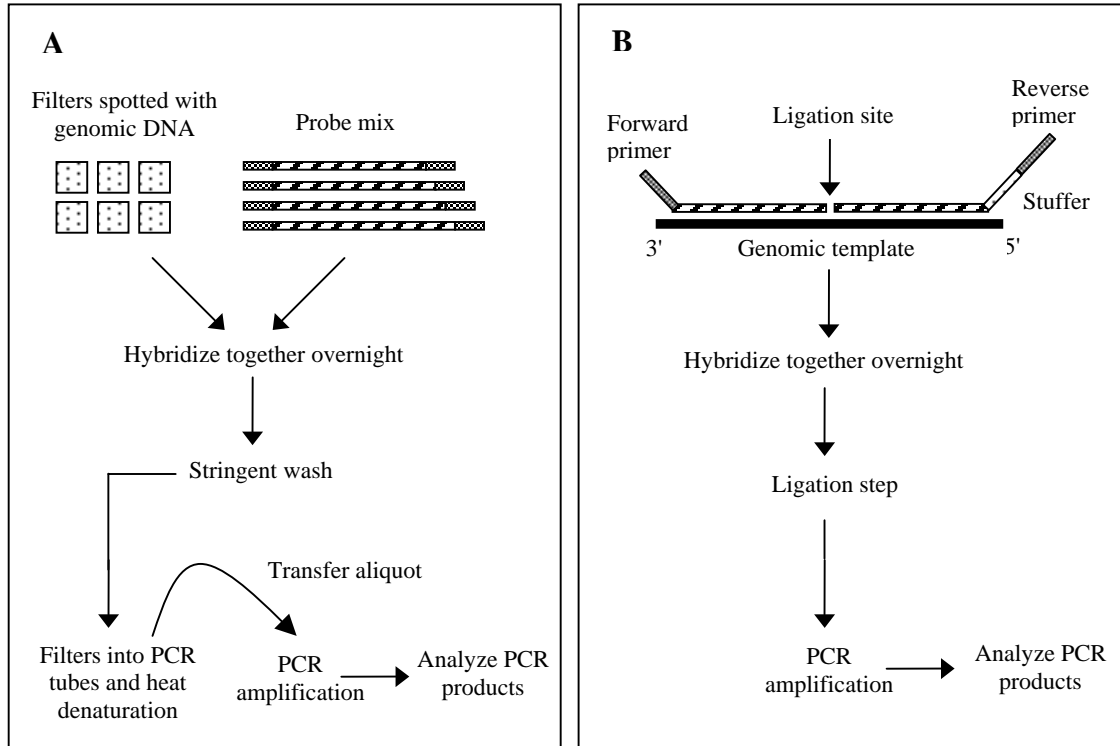 A
Filters spotted with
genomic DNA
Probe mix
Hybridize together overnight
Stringent wash
Transfer aliquot
Filters into PCR
tubes and heat
denaturation
PCR
amplification
Analyze PCR
products
B
Forward
primer
Ligation site
Reverse
primer
Stuffer
3'
Genomic template
5'
Hybridize together overnight
Ligation step
PCR
amplification
Analyze PCR
products